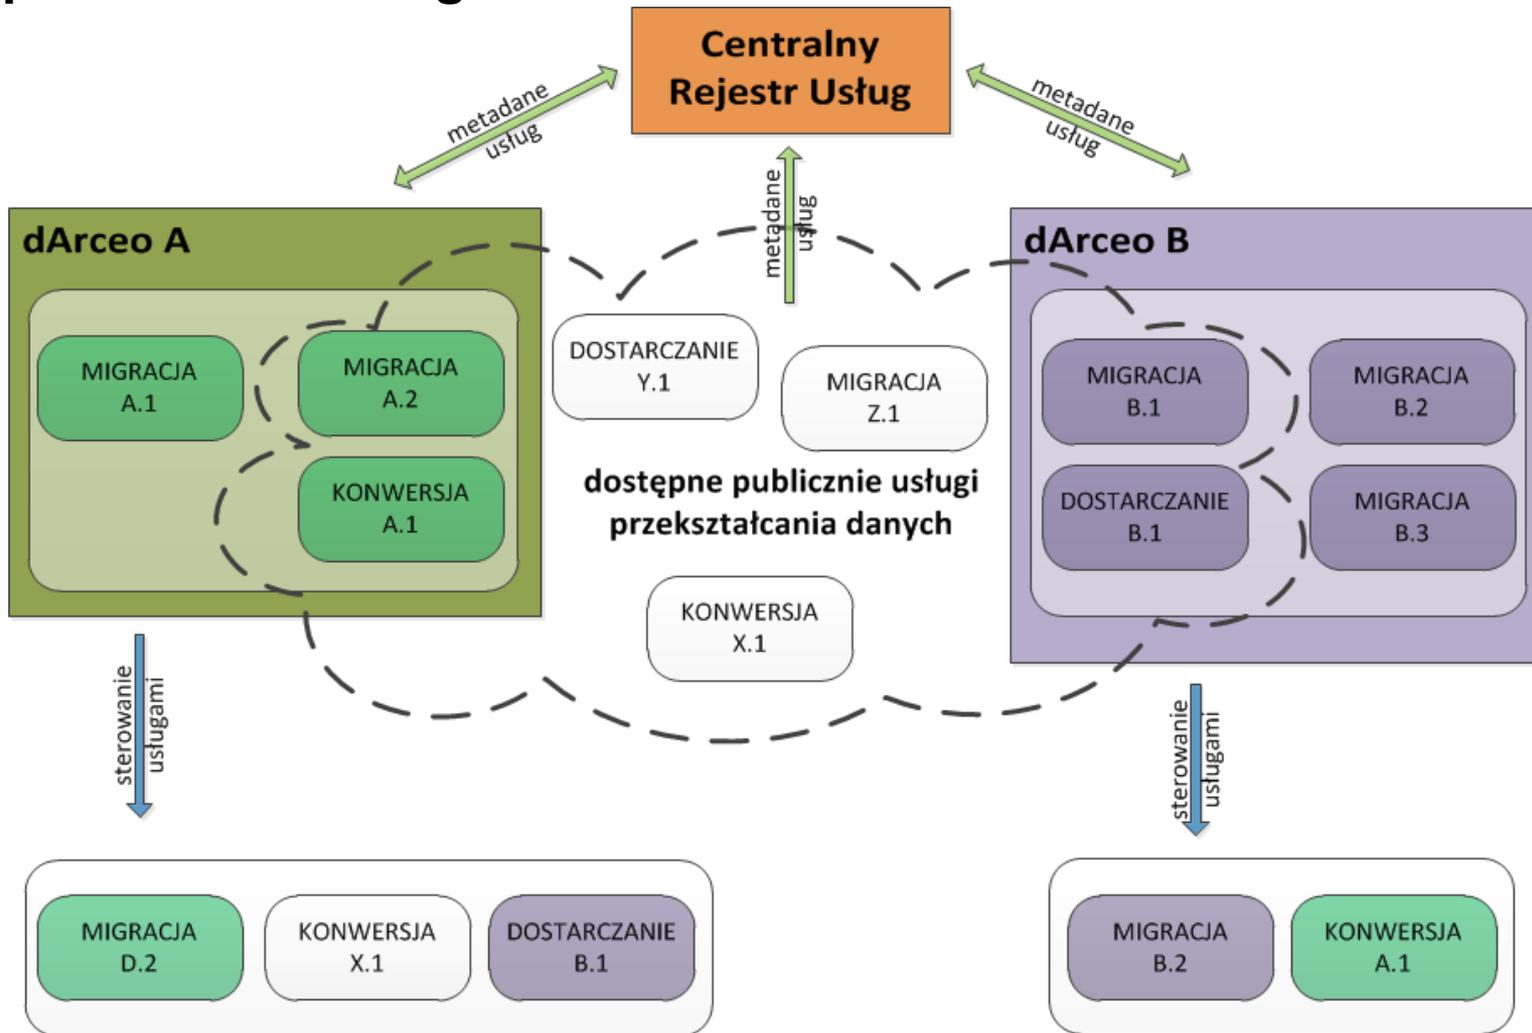 Centralny
Rejestr Usług
metadane
usług
metadane
usług
metadane
usług
dArceo A
dArceo B
MIGRACJA
A.1
MIGRACJA
A.2
KONWERSJA
A.1
DOSTARCZANIE
Y.1
MIGRACJA
Z.1
MIGRACJA
B.1
MIGRACJA
B.2
DOSTARCZANIE
B.1
MIGRACJA
B.3
dostępne publicznie usługi
przekształcania danych
KONWERSJA
X.1
sterowanie
usługami
sterowanie
usługami
MIGRACJA
D.2
KONWERSJA
X.1
DOSTARCZANIE
B.1
MIGRACJA
B.2
KONWERSJA
A.1